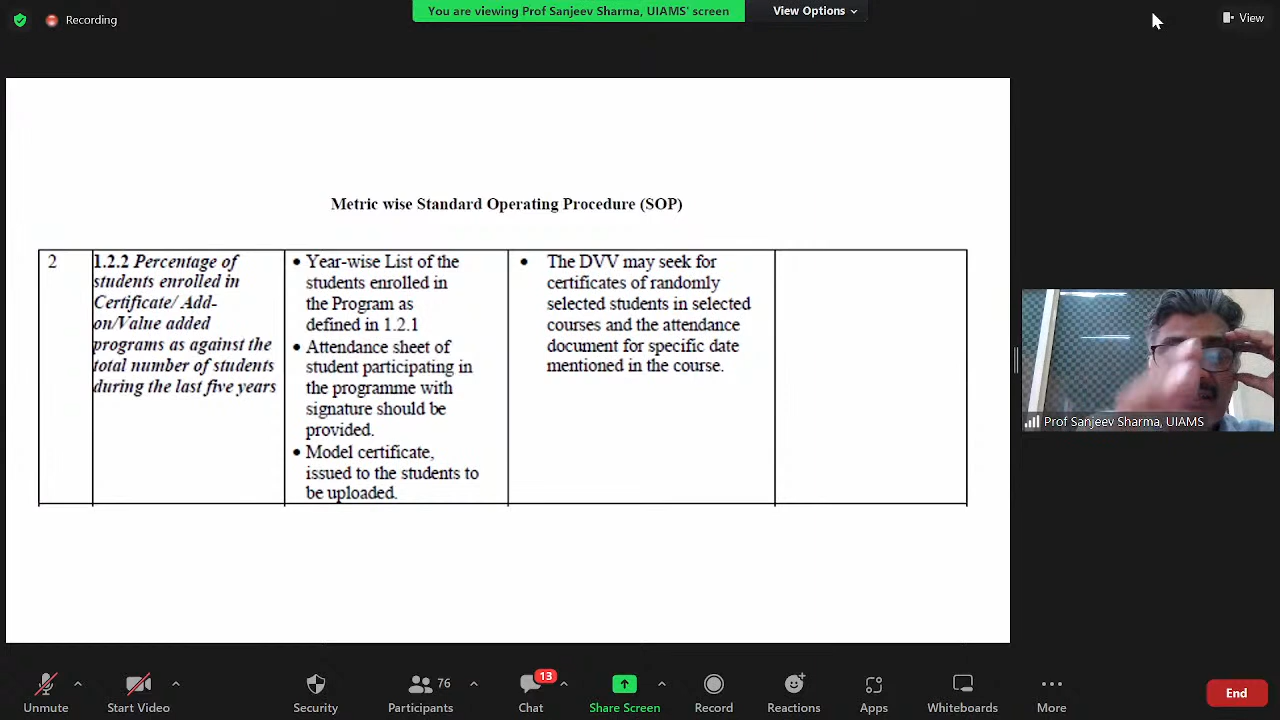 Recording
You are viewing Prof Sanjeev Sharma, UIAMS' screen
View Options
View
Metric wise Standard Operating Procedure (SOP)
2
1.2.2 Percentage of
students enrolled in
Certificate/ Add-
on/Value added
programs as against the
total number of students
during the last five years
• Year-wise List of the
students enrolled in
the Program as
defined in 1.2.1
• Attendance sheet of
student participating in
the programme with
signature should be
provided.
• Model certificate,
issued to the students to
be uploaded.
• The DVV may seek for
certificates of randomly
selected students in selected
courses and the attendance
document for specific date
mentioned in the course.
Prof Sanjeev Sharma, UIAMS
Unmute
Start Video
Security
76
Participants
13
Chat
Share Screen
Record
Reactions
Apps
Whiteboards
More
End